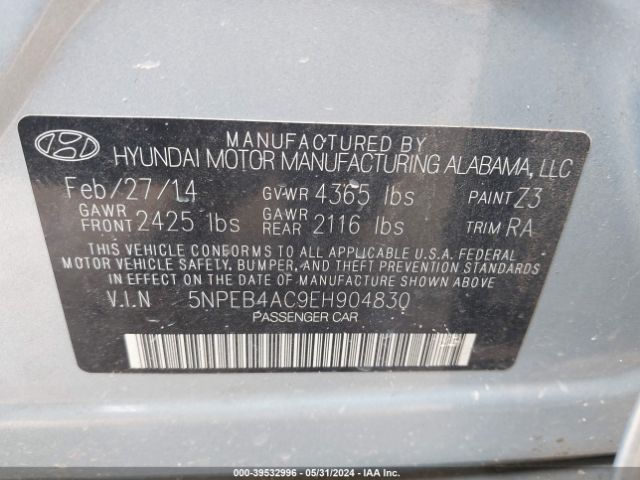 MANUFACTURED BY
HYUNDAI MOTOR MANUFACTURING ALABAMA, LLC
Feb/27/14 GVWR 4365 lbs PAINT Z3
GAWR FRONT 2425 lbs GAWR REAR 2116 lbs TRIM RA
THIS VEHICLE CONFORMS TO ALL APPLICABLE U.S.A. FEDERAL
MOTOR VEHICLE SAFETY, BUMPER, AND THEFT PREVENTION
STANDARDS IN EFFECT ON THE DATE OF MANUFACTURE SHOWN ABOVE.
V.I.N 5NPEB4AC9EH904830
PASSENGER CAR
ID: (000)-39532996 - 05/31/2024 - IAA Inc.